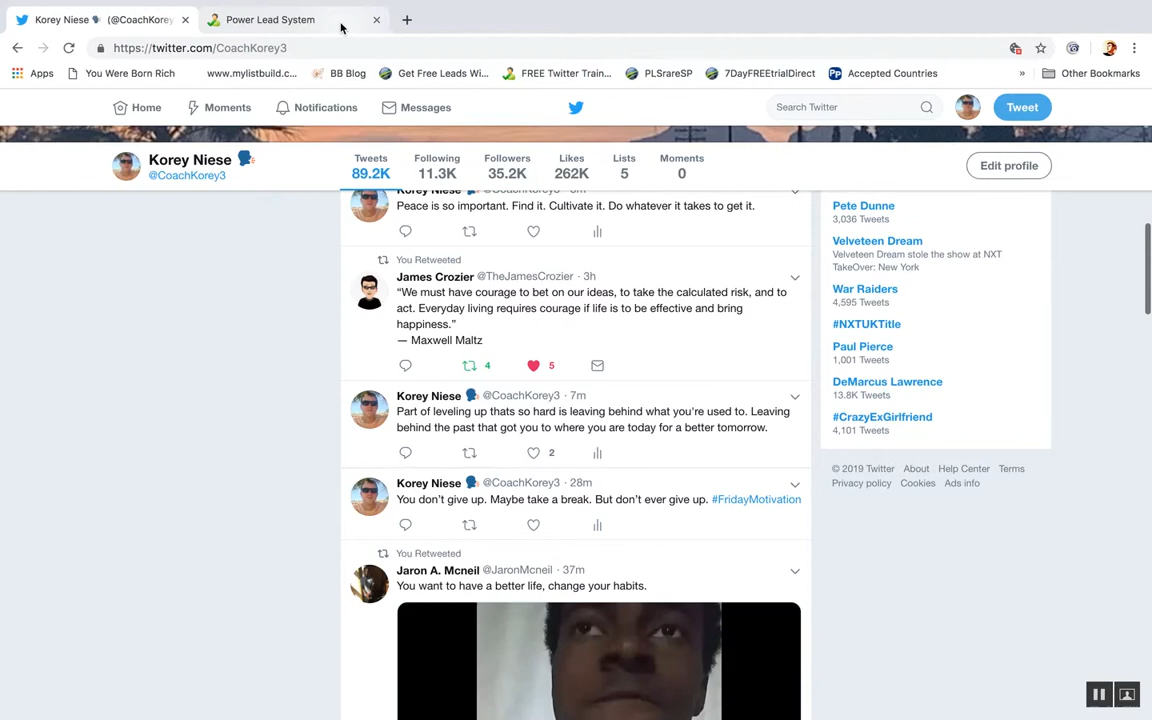 Korey Niese (@CoachKorey
Power Lead System
https://twitter.com/CoachKorey3
Apps
You Were Born Rich
www.mylistbuild.c...
BB Blog
Get Free Leads Wi...
FREE Twitter Train...
PLSrareSP
7DayFREEtrialDirect
Accepted Countries
»
Other Bookmarks
Home
Moments
Notifications
Messages
Search Twitter
Tweet
Korey Niese
@CoachKorey3
Tweets
89.2K
Following
11.3K
Followers
35.2K
Likes
262K
Lists
5
Moments
0
Edit profile
Korey Niese @CoachKorey3
Peace is so important. Find it. Cultivate it. Do whatever it takes to get it.
You Retweeted
James Crozier @TheJamesCrozier · 3h
“We must have courage to bet on our ideas, to take the calculated risk, and to
act. Everyday living requires courage if life is to be effective and bring
happiness.”
— Maxwell Maltz
4
5
Korey Niese @CoachKorey3 · 7m
Part of leveling up thats so hard is leaving behind what you're used to. Leaving
behind the past that got you to where you are today for a better tomorrow.
2
Korey Niese @CoachKorey3 · 28m
You don’t give up. Maybe take a break. But don’t ever give up. #FridayMotivation
You Retweeted
Jaron A. Mcneil @JaronMcneil · 37m
You want to have a better life, change your habits.
Pete Dunne
3,036 Tweets
Velveteen Dream
Velveteen Dream stole the show at NXT
TakeOver: New York
War Raiders
4,595 Tweets
#NXTUKTitle
Paul Pierce
1,001 Tweets
DeMarcus Lawrence
13.8K Tweets
#CrazyExGirlfriend
4,101 Tweets
© 2019 Twitter About Help Center Terms
Privacy policy Cookies Ads info